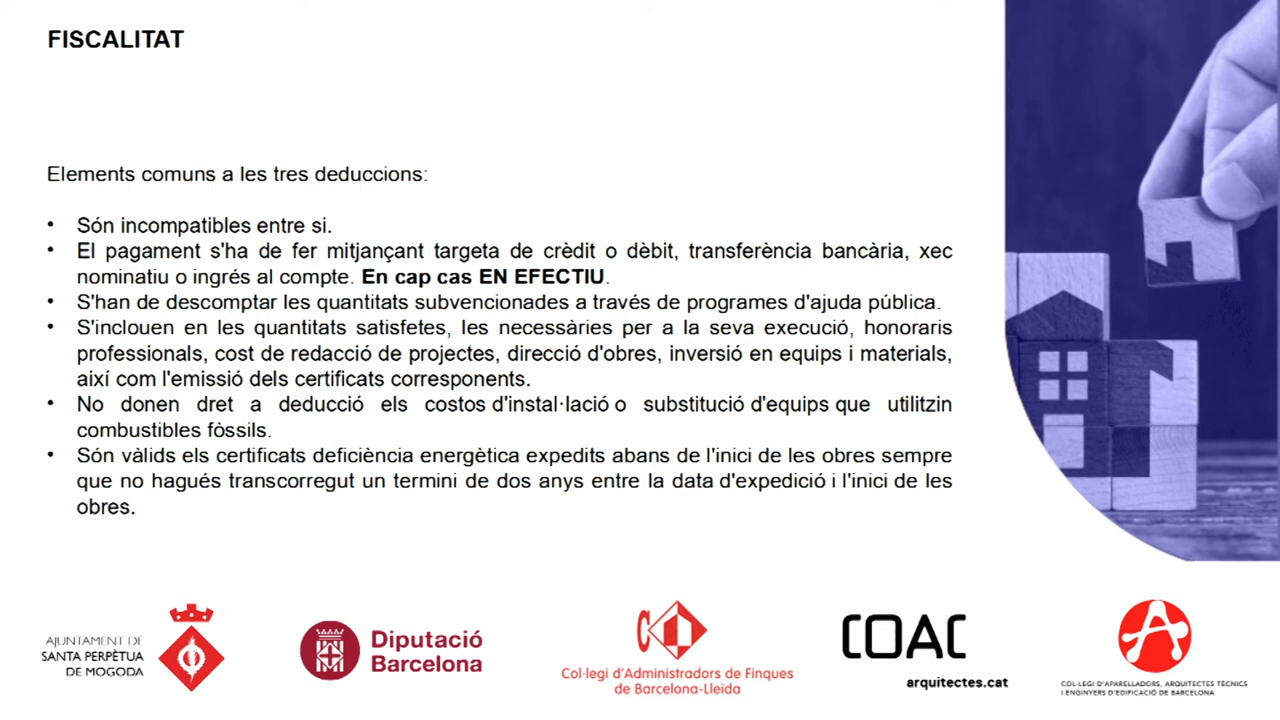 FISCALITAT
Elements comuns a les tres deduccions:
• Són incompatibles entre si.
• El pagament s'ha de fer mitjançant targeta de crèdit o dèbit, transferència bancària, xec
nominatiu o ingrés al compte. En cap cas EN EFECTIU.
• S'han de descomptar les quantitats subvencionades a través de programes d'ajuda pública.
• S'inclouen en les quantitats satisfetes, les necessàries per a la seva execució, honoraris
professionals, cost de redacció de projectes, direcció d'obres, inversió en equips i materials,
així com l'emissió dels certificats corresponents.
• No donen dret a deducció els costos d'instal·lació o substitució d'equips que utilitzin
combustibles fòssils.
• Són vàlids els certificats deficiència energètica expedits abans de l'inici de les obres sempre
que no hagués transcorregut un termini de dos anys entre la data d'expedició i l'inici de les
obres.
AJUNTAMENT DE
SANTA PERPÈTUA
DE MOGODA
Diputació
Barcelona
Col·legi d'Administradors de Finques
de Barcelona-Lleida
COAC
arquitectes.cat
COL·LEGI D'APARELLADORS, ARQUITECTES TÈCNICS
I ENGINYERS D'EDIFICACIÓ DE BARCELONA